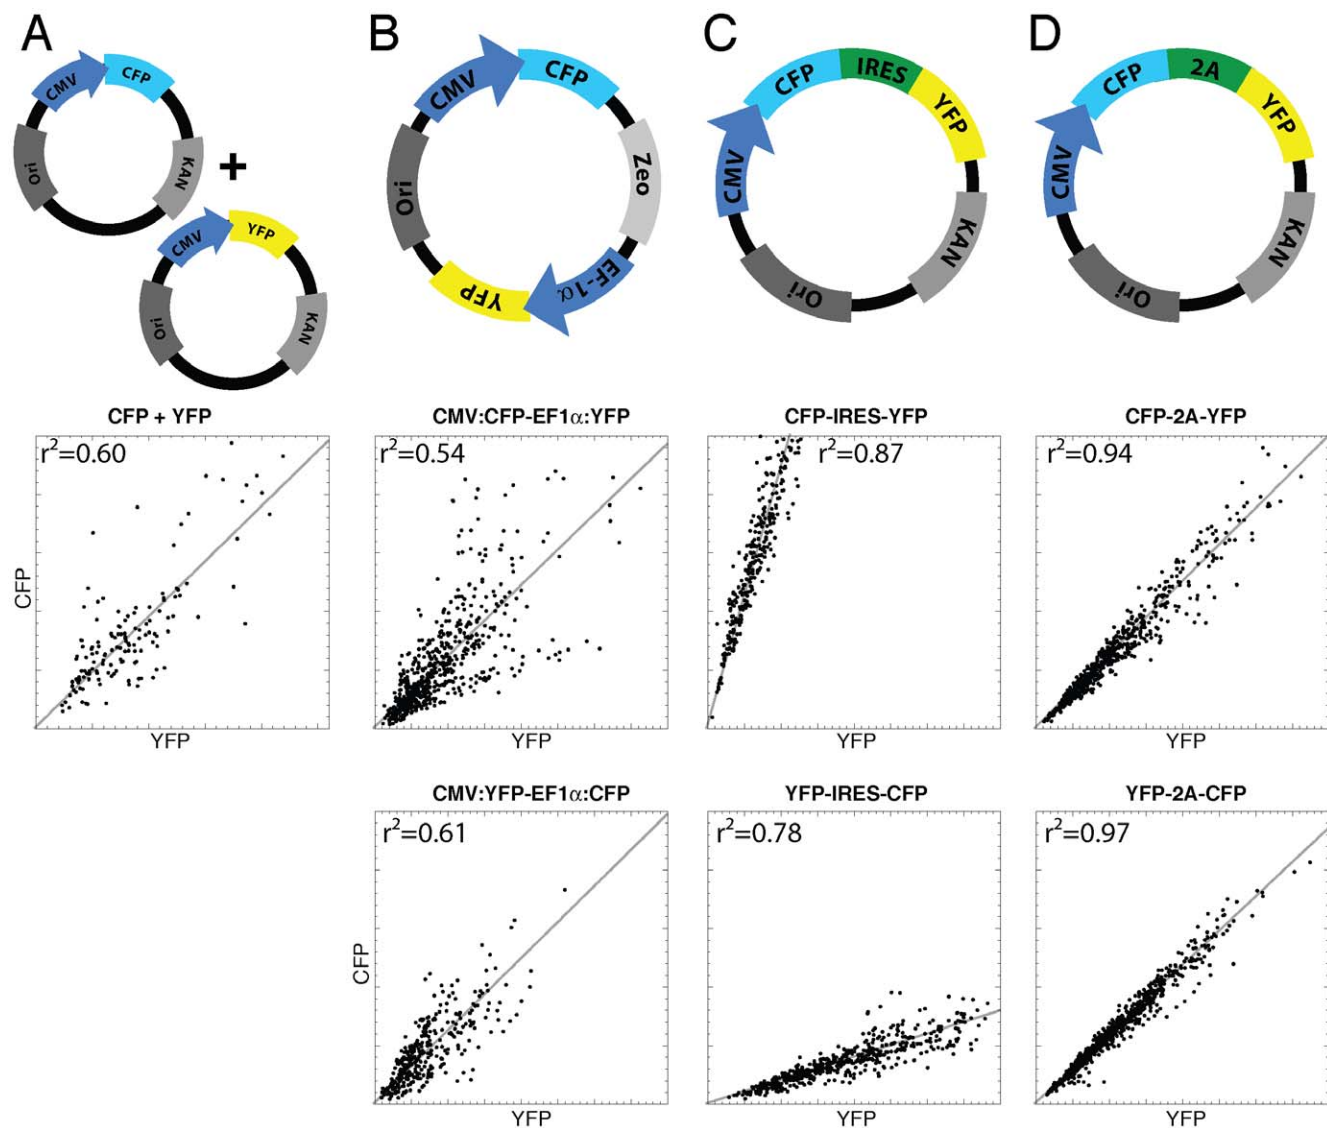 A
B
C
D
CMV
CFP
Ori
KAN
+
CMV
YFP
Ori
KAN
CMV
CFP
Zeo
EF-1α
YFP
Ori
CMV
CFP
IRES
YFP
KAN
Ori
CMV
CFP
2A
YFP
KAN
Ori
CFP + YFP
r²=0.60
CFP
YFP
CMV:CFP-EF1α:YFP
r²=0.54
YFP
CFP-IRES-YFP
r²=0.87
YFP
CFP-2A-YFP
r²=0.94
YFP
CMV:YFP-EF1α:CFP
r²=0.61
CFP
YFP
YFP-IRES-CFP
r²=0.78
YFP
YFP-2A-CFP
r²=0.97
YFP